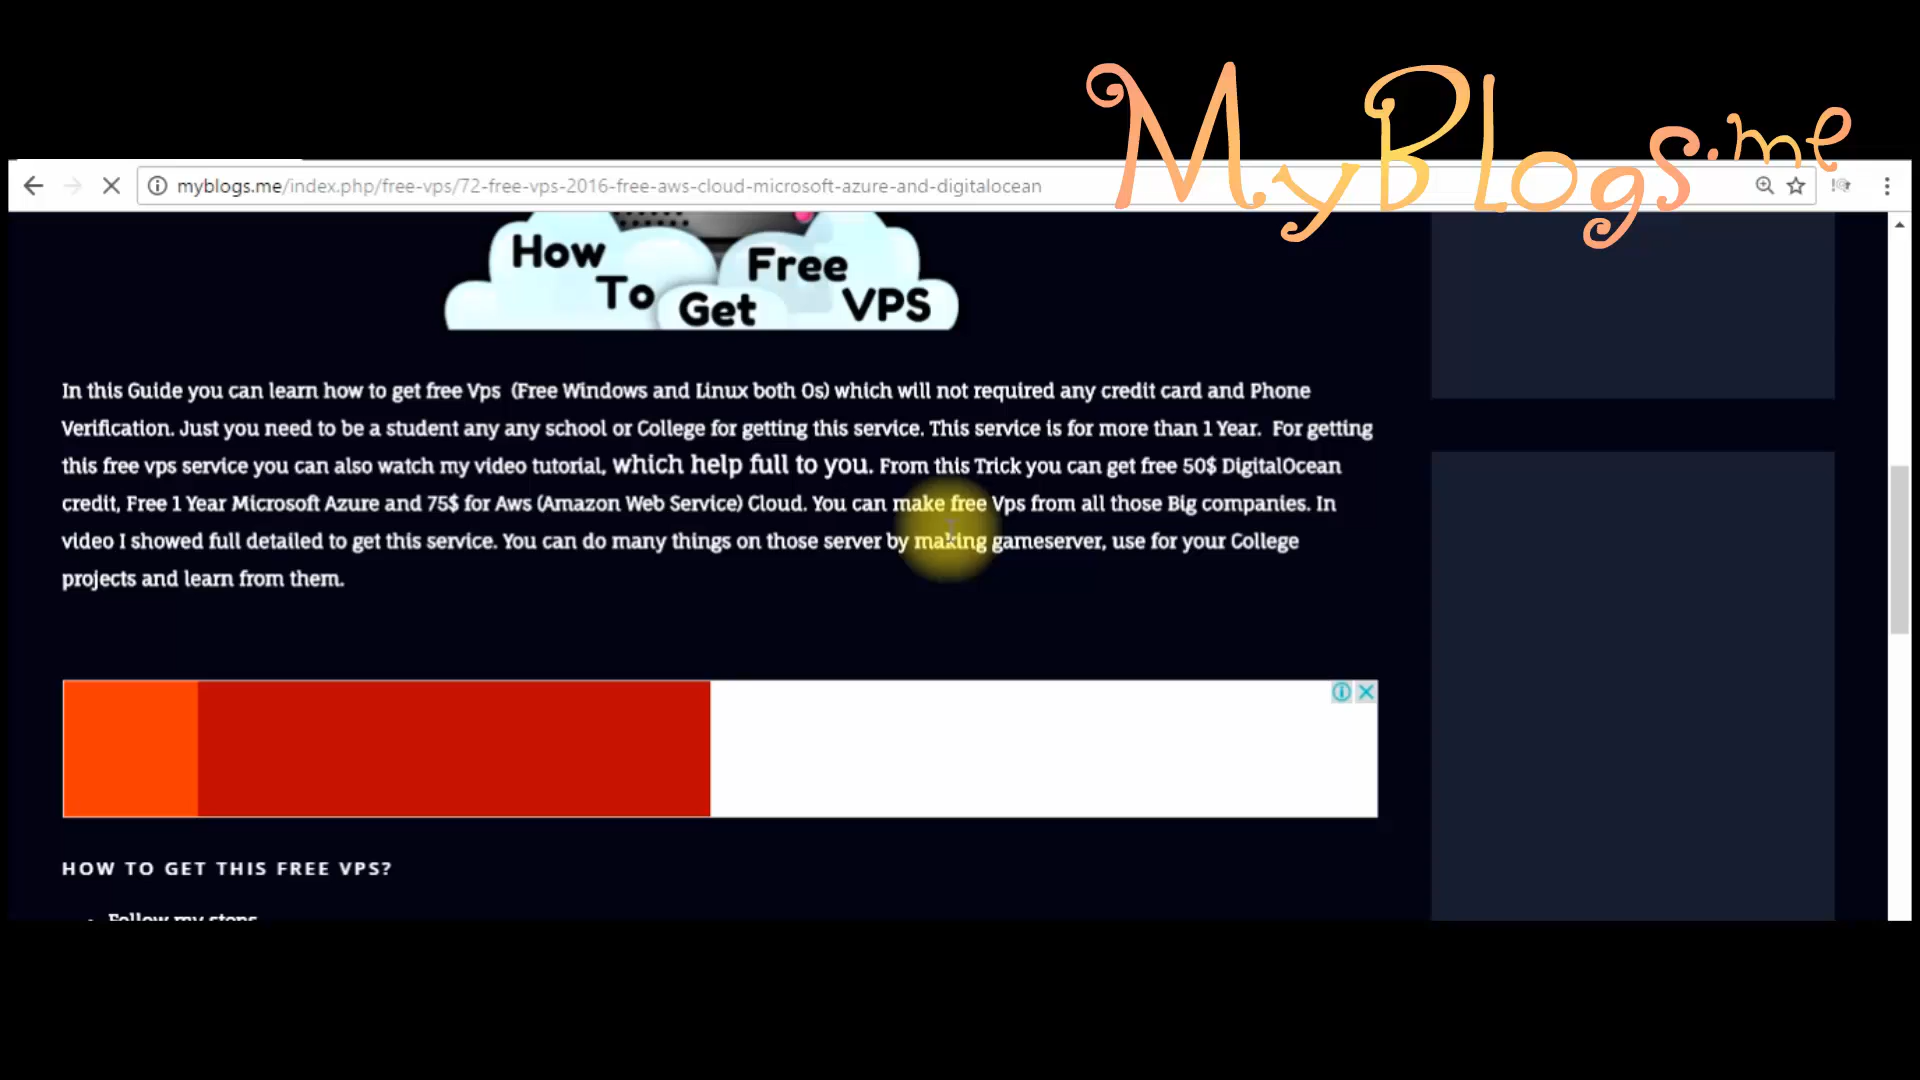 MyBlogs.me
myblogs.me/index.php/free-vps/72-free-vps-2016-free-aws-cloud-microsoft-azure-and-digitalocean
How To Get Free VPS
In this Guide you can learn how to get free Vps (Free Windows and Linux both Os) which will not required any credit card and Phone
Verification. Just you need to be a student any any school or College for getting this service. This service is for more than 1 Year. For getting
this free vps service you can also watch my video tutorial, which help full to you. From this Trick you can get free 50$ DigitalOcean
credit, Free 1 Year Microsoft Azure and 75$ for Aws (Amazon Web Service) Cloud. You can make free Vps from all those Big companies. In
video I showed full detailed to get this service. You can do many things on those server by making gameserver, use for your College
projects and learn from them.
HOW TO GET THIS FREE VPS?
Follow my steps